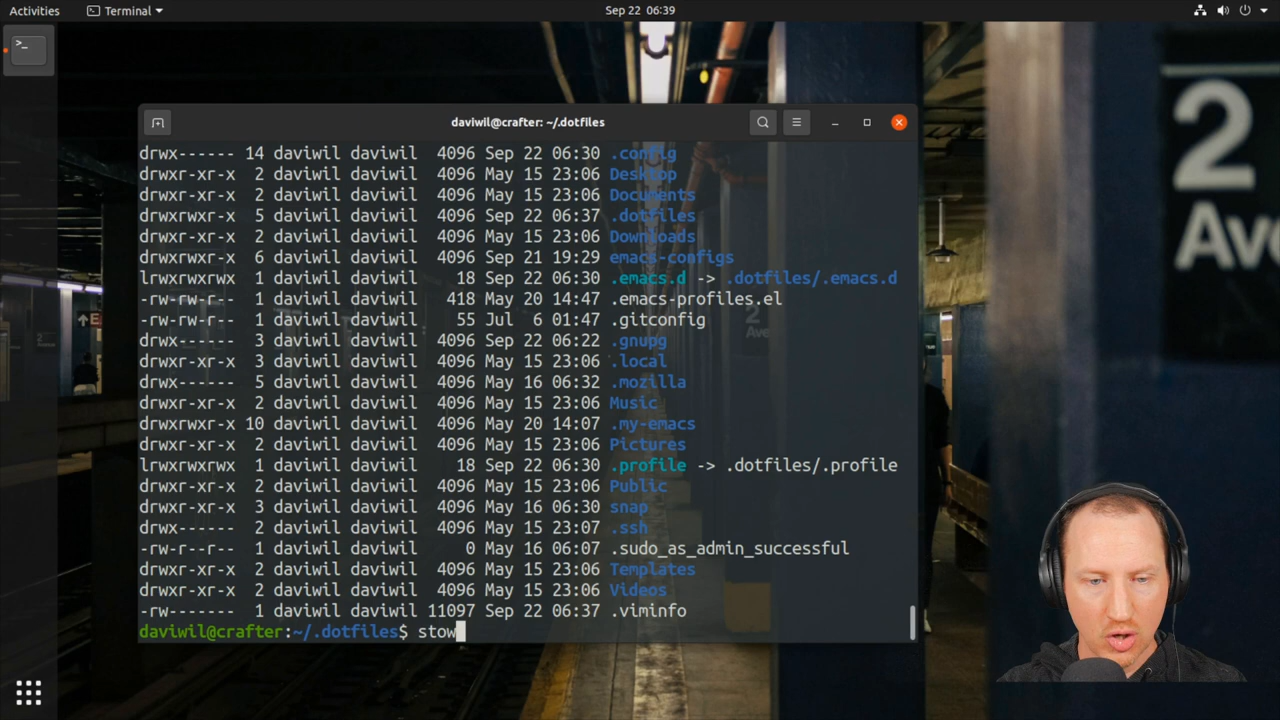 Activities
Terminal
Sep 22 06:39
>_
daviwil@crafter: ~/.dotfiles
drwx------ 14 daviwil daviwil  4096 Sep 22 06:30 .config
drwxr-xr-x  2 daviwil daviwil  4096 May 15 23:06 Desktop
drwxr-xr-x  2 daviwil daviwil  4096 May 15 23:06 Documents
drwxrwxr-x  5 daviwil daviwil  4096 Sep 22 06:37 .dotfiles
drwxr-xr-x  2 daviwil daviwil  4096 May 15 23:06 Downloads
drwxrwxr-x  6 daviwil daviwil  4096 Sep 21 19:29 emacs-configs
lrwxrwxrwx  1 daviwil daviwil    18 Sep 22 06:30 .emacs.d -> .dotfiles/.emacs.d
-rw-rw-r--  1 daviwil daviwil   418 May 20 14:47 .emacs-profiles.el
-rw-rw-r--  1 daviwil daviwil    55 Jul  6 01:47 .gitconfig
drwx------  3 daviwil daviwil  4096 Sep 22 06:22 .gnupg
drwxr-xr-x  3 daviwil daviwil  4096 May 15 23:06 .local
drwx------  5 daviwil daviwil  4096 May 16 06:32 .mozilla
drwxr-xr-x  2 daviwil daviwil  4096 May 15 23:06 Music
drwxrwxr-x 10 daviwil daviwil  4096 May 20 14:07 .my-emacs
drwxr-xr-x  2 daviwil daviwil  4096 May 15 23:06 Pictures
lrwxrwxrwx  1 daviwil daviwil    18 Sep 22 06:30 .profile -> .dotfiles/.profile
drwxr-xr-x  2 daviwil daviwil  4096 May 15 23:06 Public
drwxr-xr-x  3 daviwil daviwil  4096 May 16 06:30 snap
drwx------  2 daviwil daviwil  4096 May 15 23:07 .ssh
-rw-r--r--  1 daviwil daviwil     0 May 16 06:07 .sudo_as_admin_successful
drwxr-xr-x  2 daviwil daviwil  4096 May 15 23:06 Templates
drwxr-xr-x  2 daviwil daviwil  4096 May 15 23:06 Videos
-rw-------  1 daviwil daviwil 11097 Sep 22 06:37 .viminfo
daviwil@crafter:~/.dotfiles$ stow
2
Ave
2
Ave
E